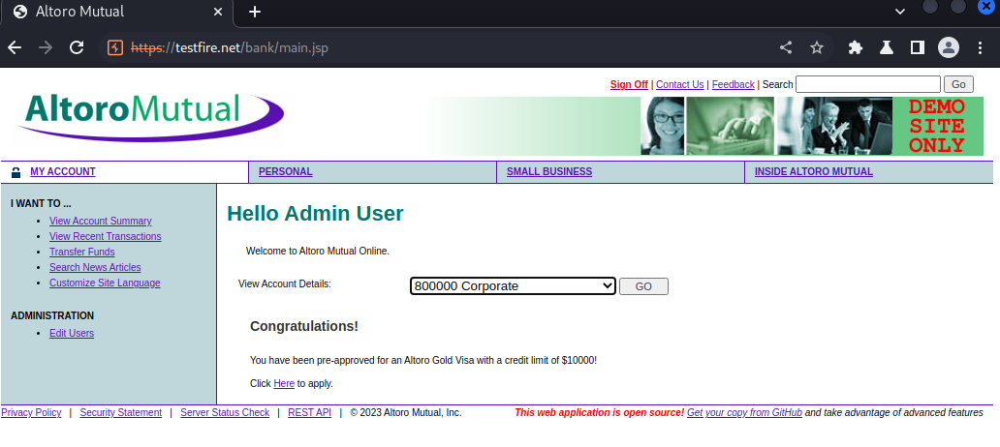 Altoro Mutual
https://testfire.net/bank/main.jsp
Sign Off | Contact Us | Feedback | Search Go
AltoroMutual
DEMO
SITE
ONLY
MY ACCOUNT PERSONAL SMALL BUSINESS INSIDE ALTORO MUTUAL
I WANT TO ...
View Account Summary
View Recent Transactions
Transfer Funds
Search News Articles
Customize Site Language
ADMINISTRATION
Edit Users
Hello Admin User
Welcome to Altoro Mutual Online.
View Account Details: 800000 Corporate GO
Congratulations!
You have been pre-approved for an Altoro Gold Visa with a credit limit of $10000!
Click Here to apply.
Privacy Policy | Security Statement | Server Status Check | REST API | © 2023 Altoro Mutual, Inc. This web application is open source! Get your copy from GitHub and take advantage of advanced features